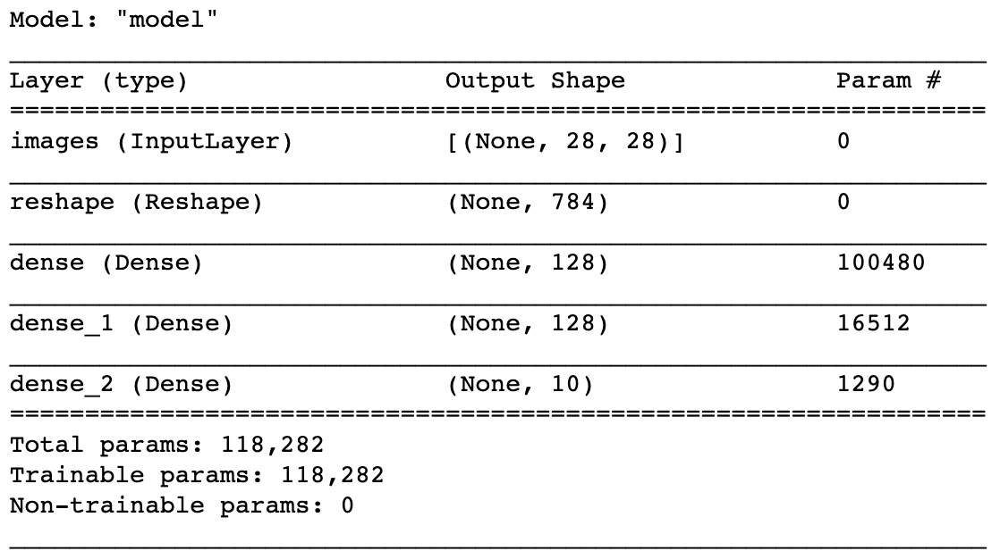 Model: "model"
_________________________________________________________________
Layer (type)                 Output Shape              Param #
=================================================================
images (InputLayer)          [(None, 28, 28)]          0
_________________________________________________________________
reshape (Reshape)            (None, 784)               0
_________________________________________________________________
dense (Dense)                (None, 128)               100480
_________________________________________________________________
dense_1 (Dense)              (None, 128)               16512
_________________________________________________________________
dense_2 (Dense)              (None, 10)                1290
=================================================================
Total params: 118,282
Trainable params: 118,282
Non-trainable params: 0
_________________________________________________________________